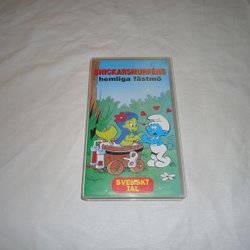 SNICKARSMURFENS
hemliga fästmö
SVENSKT
TAL